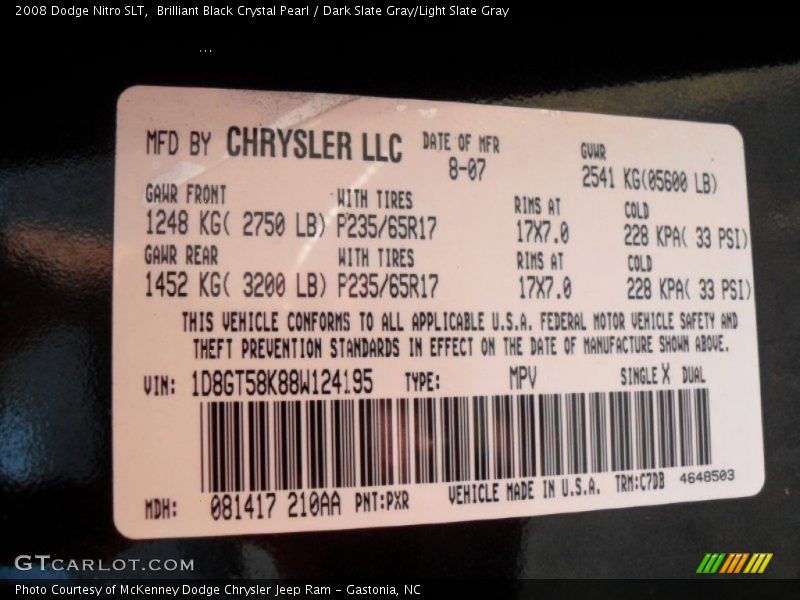 2008 Dodge Nitro SLT,  Brilliant Black Crystal Pearl / Dark Slate Gray/Light Slate Gray
MFD BY CHRYSLER LLC DATE OF MFR GVWR
8-07 2541 KG(05600 LB)
GAWR FRONT WITH TIRES RIMS AT COLD
1248 KG( 2750 LB) P235/65R17 17X7.0 228 KPA( 33 PSI)
GAWR REAR WITH TIRES RIMS AT COLD
1452 KG( 3200 LB) P235/65R17 17X7.0 228 KPA( 33 PSI)
THIS VEHICLE CONFORMS TO ALL APPLICABLE U.S.A. FEDERAL MOTOR VEHICLE SAFETY AND
THEFT PREVENTION STANDARDS IN EFFECT ON THE DATE OF MANUFACTURE SHOWN ABOVE.
VIN: 1D8GT58K88W124195 TYPE: MPV SINGLE X DUAL
MDH: 081417 210AA PNT:PXR VEHICLE MADE IN U.S.A. TRM:C7DB 4648503
GTCARLOT.COM
Photo Courtesy of McKenney Dodge Chrysler Jeep Ram - Gastonia, NC